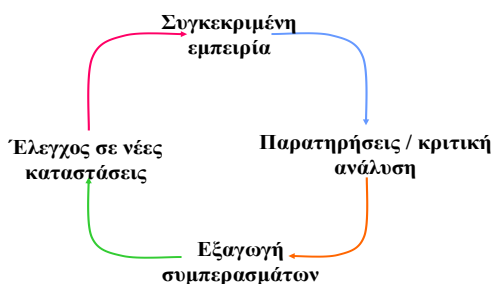 Συγκεκριμένη
εμπειρία
Παρατηρήσεις / κριτική
ανάλυση
Εξαγωγή
συμπερασμάτων
Έλεγχος σε νέες
καταστάσεις